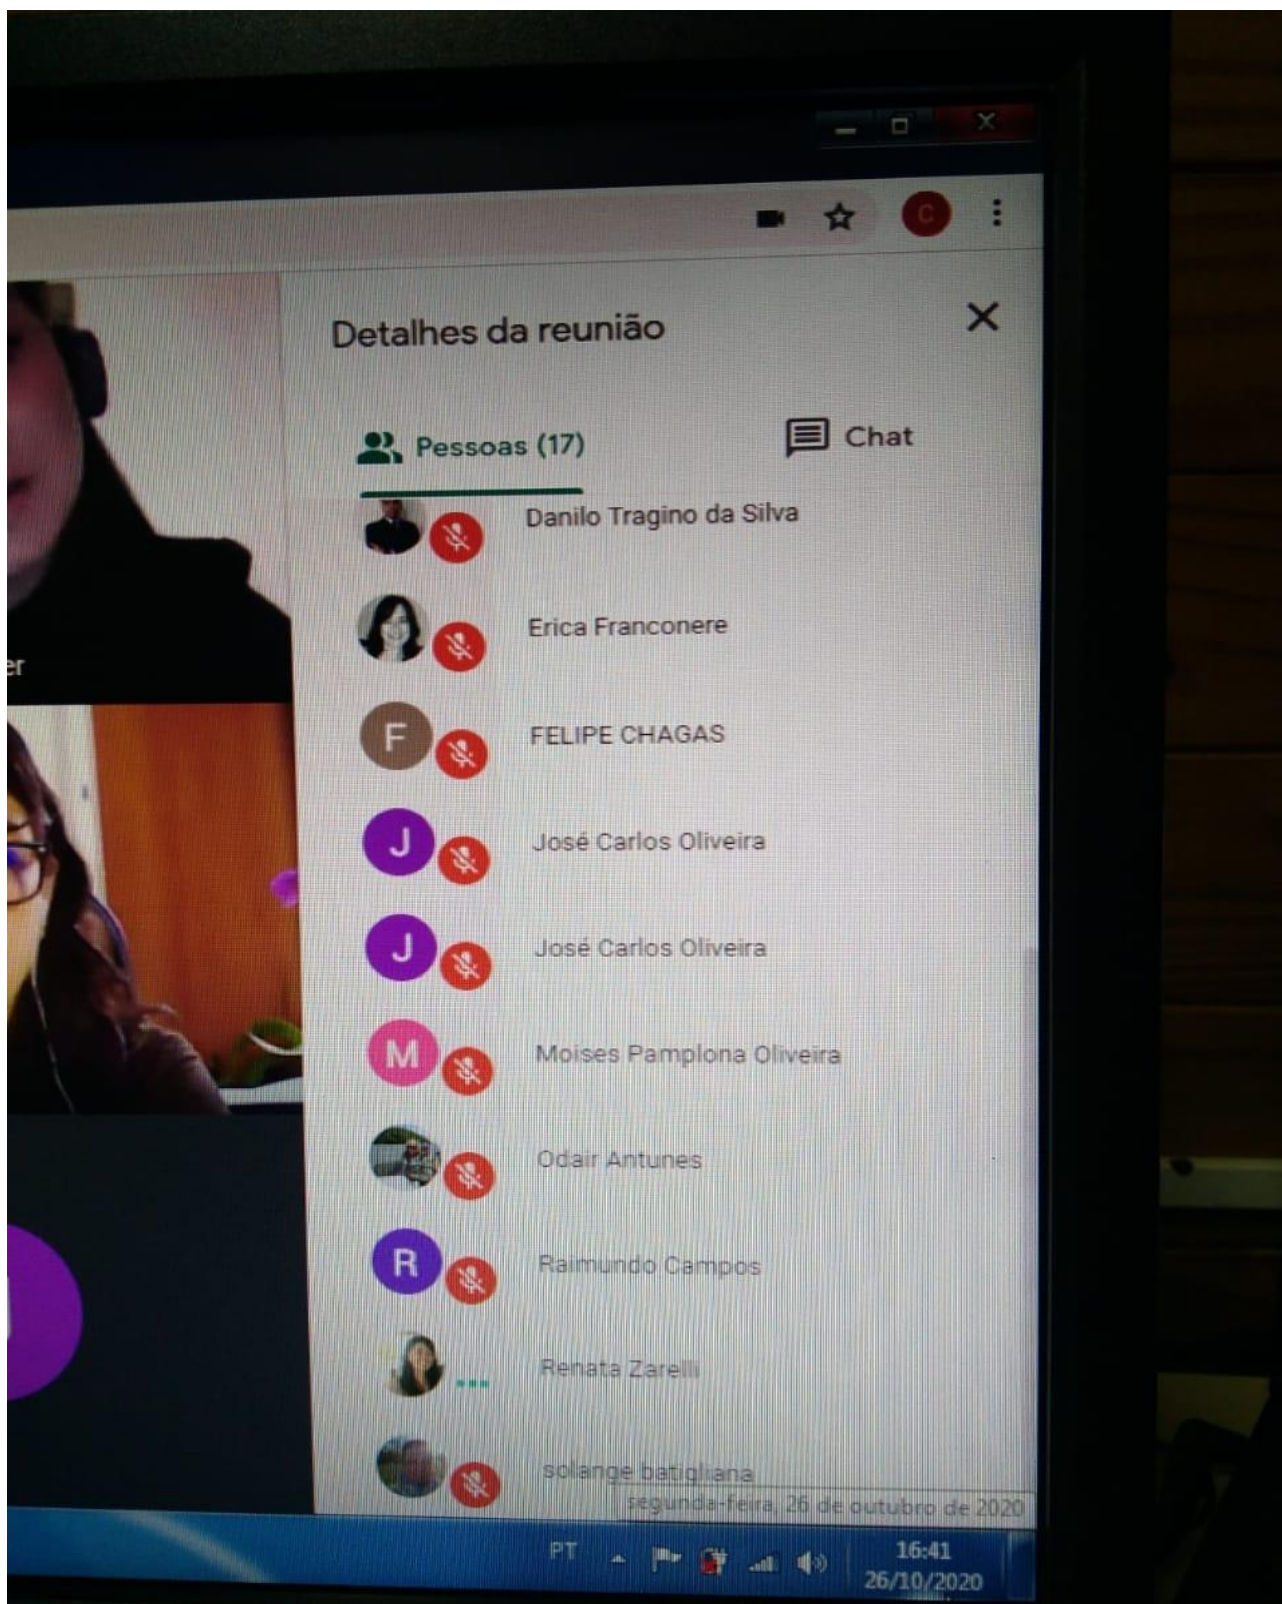 C
Detalhes da reunião
Pessoas (17)
Chat
Danilo Tragino da Silva
Erica Franconere
er
F
FELIPE CHAGAS
J
José Carlos Oliveira
J
José Carlos Oliveira
M
Moises Pamplona Oliveira
Odair Antunes
R
Raimundo Campos
Renata Zarelli
solange batigliana
segunda-feira, 26 de outubro de 2020
PT
16:41
26/10/2020